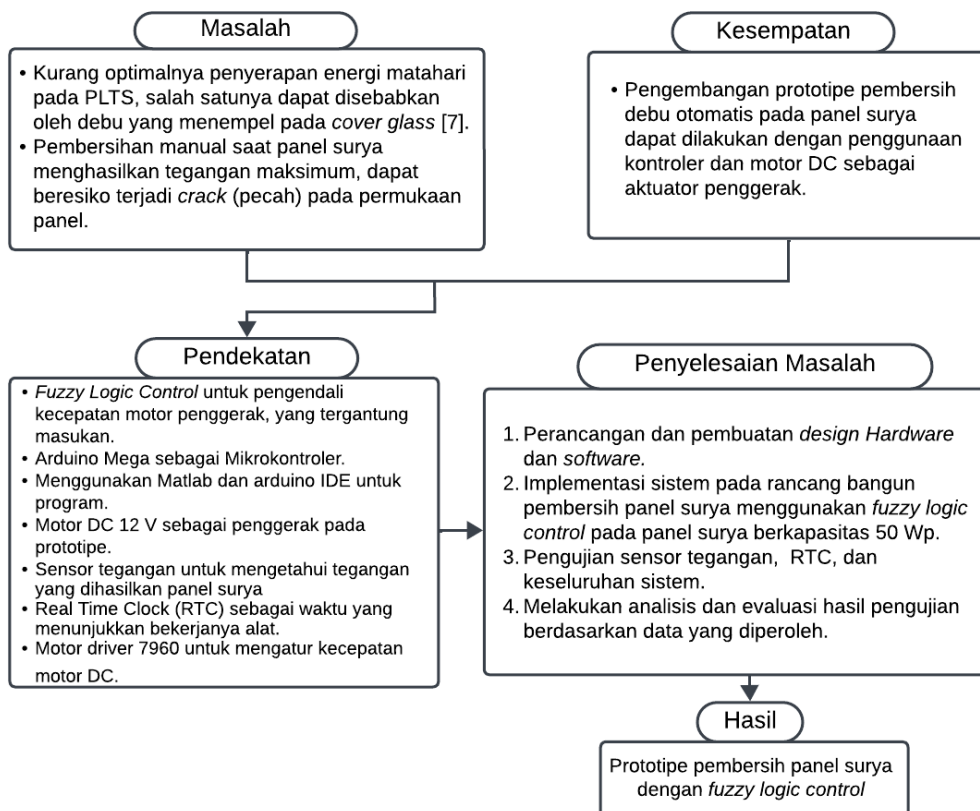 Masalah
• Kurang optimalnya penyerapan energi matahari
pada PLTS, salah satunya dapat disebabkan
oleh debu yang menempel pada cover glass [7].
• Pembersihan manual saat panel surya
menghasilkan tegangan maksimum, dapat
beresiko terjadi crack (pecah) pada permukaan
panel.
Kesempatan
• Pengembangan prototipe pembersih
debu otomatis pada panel surya
dapat dilakukan dengan penggunaan
kontroler dan motor DC sebagai
aktuator penggerak.
Pendekatan
• Fuzzy Logic Control untuk pengendali
kecepatan motor penggerak, yang tergantung
masukan.
• Arduino Mega sebagai Mikrokontroler.
• Menggunakan Matlab dan arduino IDE untuk
program.
• Motor DC 12 V sebagai penggerak pada
prototipe.
• Sensor tegangan untuk mengetahui tegangan
yang dihasilkan panel surya
• Real Time Clock (RTC) sebagai waktu yang
menunjukkan bekerjanya alat.
• Motor driver 7960 untuk mengatur kecepatan
motor DC.
Penyelesaian Masalah
1. Perancangan dan pembuatan design Hardware
dan software.
2. Implementasi sistem pada rancang bangun
pembersih panel surya menggunakan fuzzy logic
control pada panel surya berkapasitas 50 Wp.
3. Pengujian sensor tegangan, RTC, dan
keseluruhan sistem.
4. Melakukan analisis dan evaluasi hasil pengujian
berdasarkan data yang diperoleh.
Hasil
Prototipe pembersih panel surya
dengan fuzzy logic control